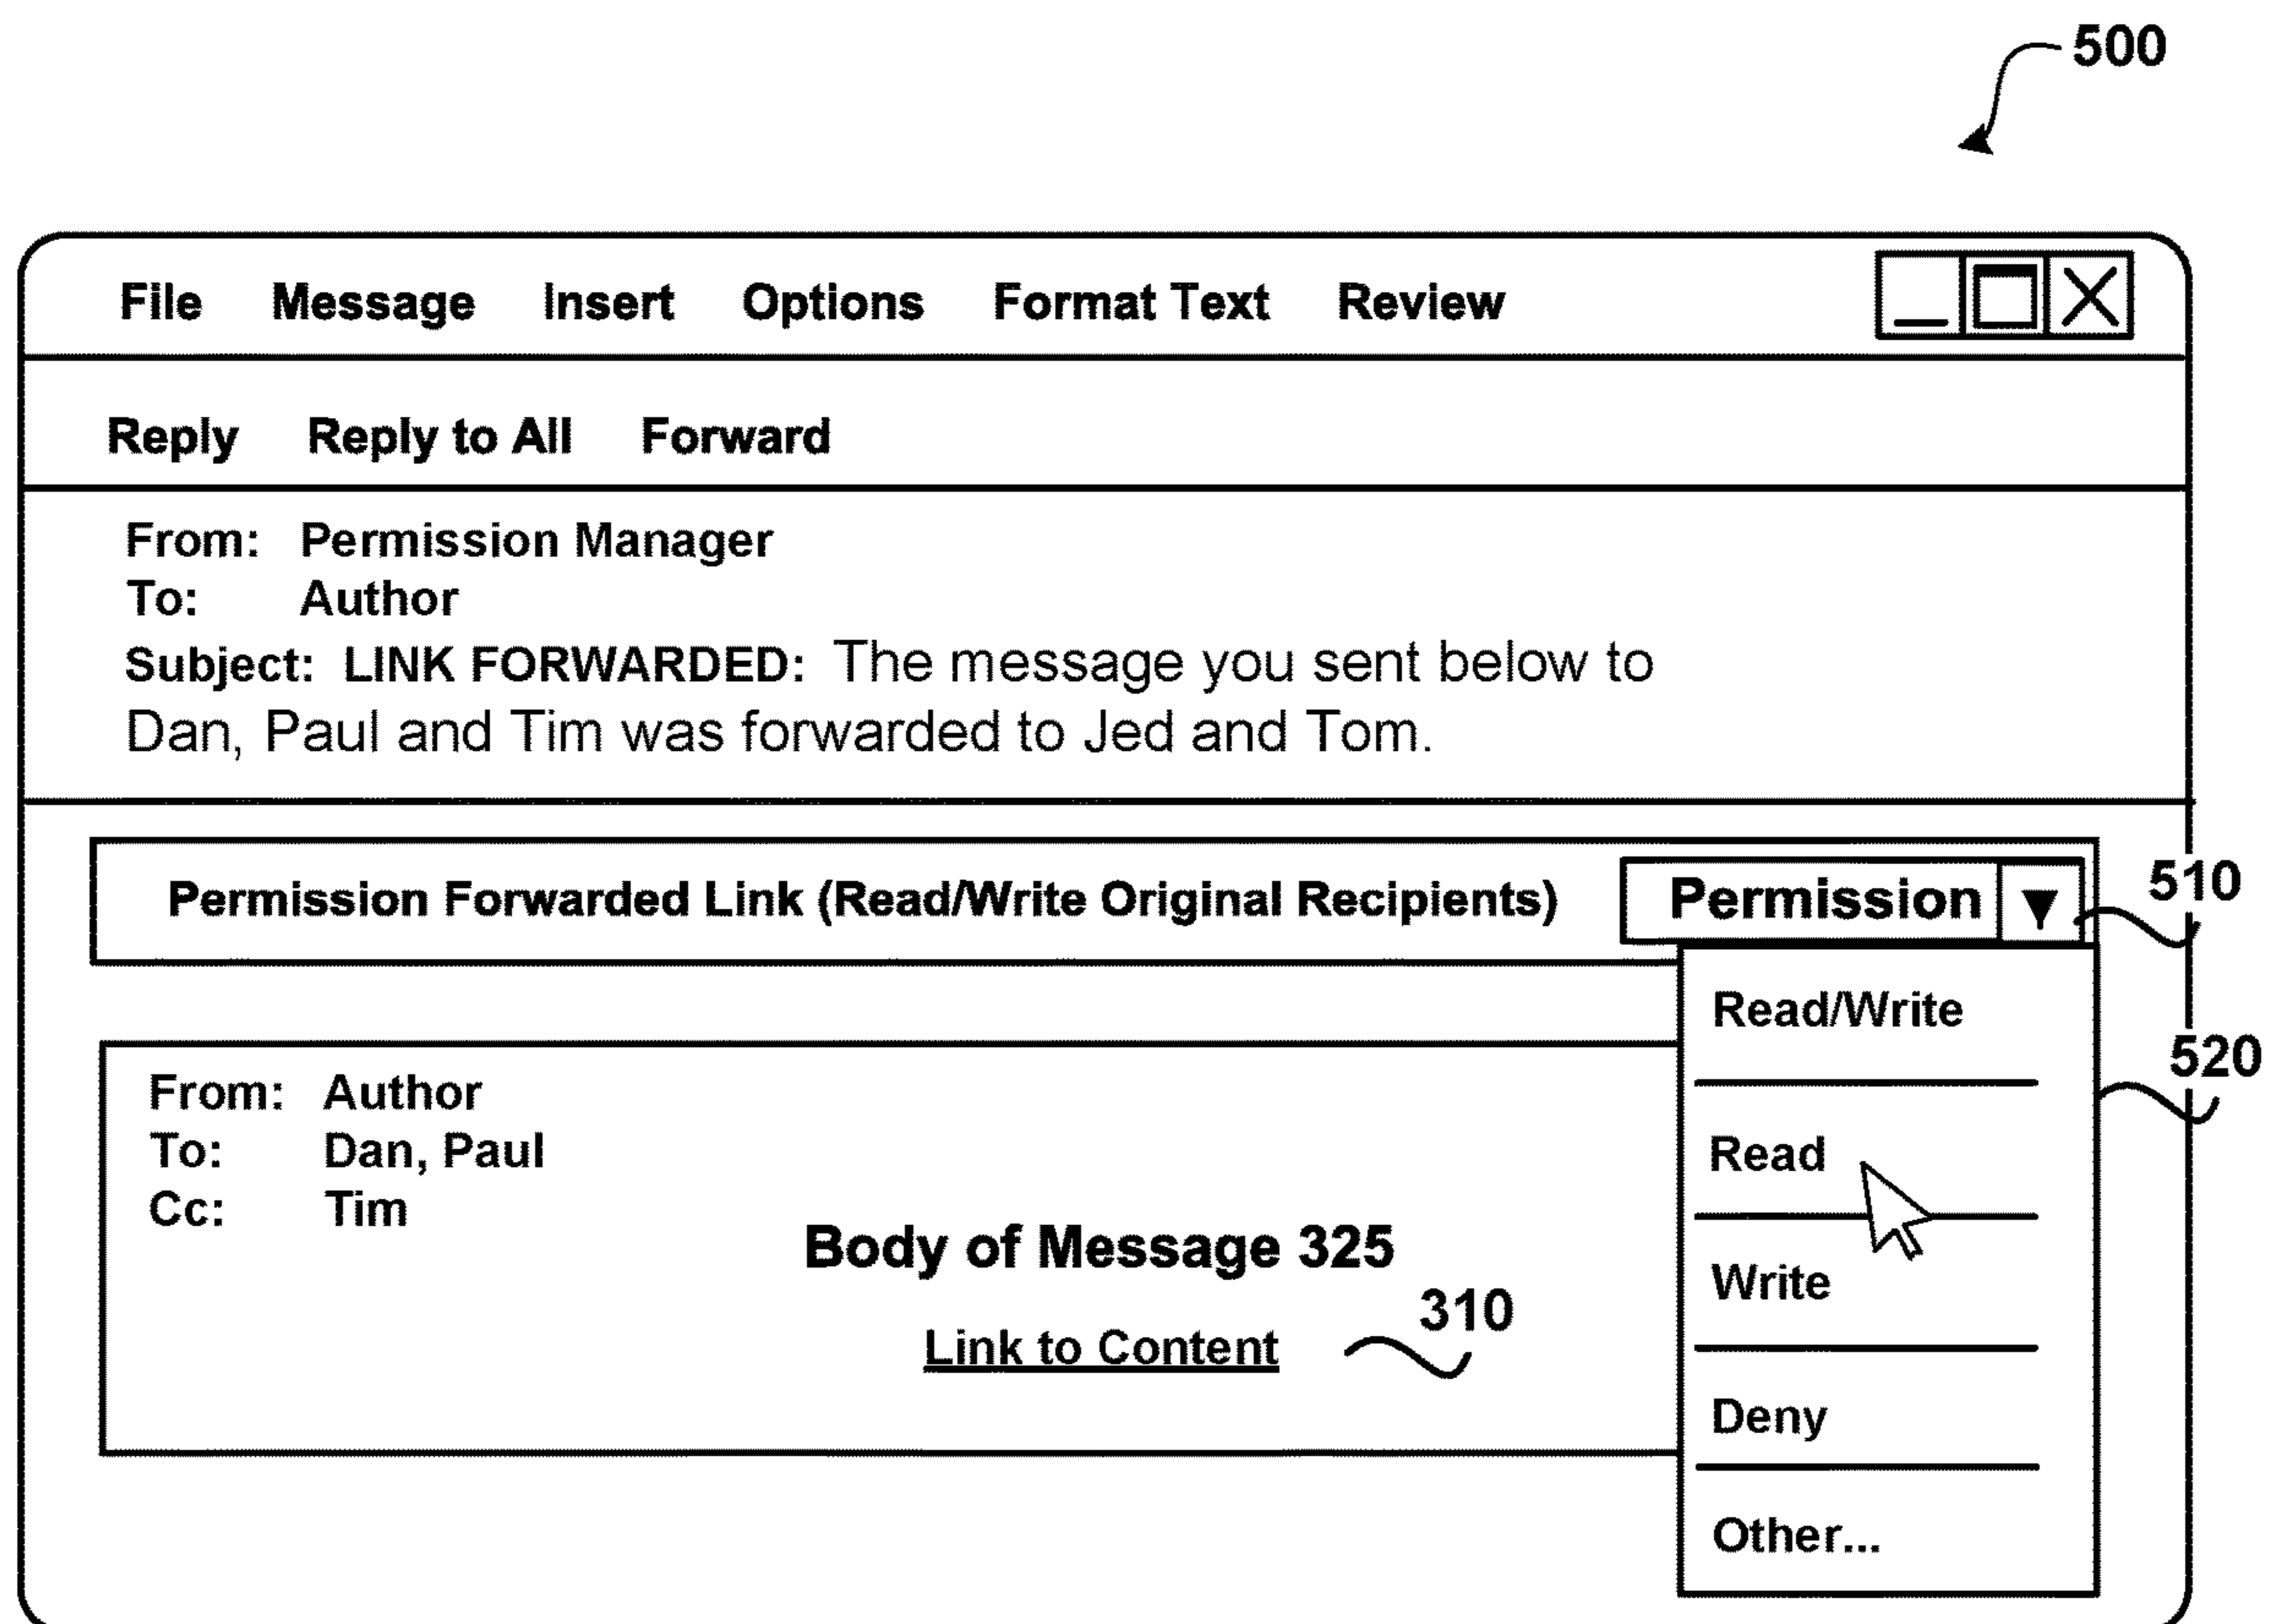 500
File Message Insert Options Format Text Review
Reply Reply to All Forward
From: Permission Manager
To: Author
Subject: LINK FORWARDED: The message you sent below to
Dan, Paul and Tim was forwarded to Jed and Tom.
Permission Forwarded Link (Read/Write Original Recipients) Permission
510
Read/Write
520
Read
Write
Deny
Other...
From: Author
To: Dan, Paul
Cc: Tim
Body of Message 325
310
Link to Content